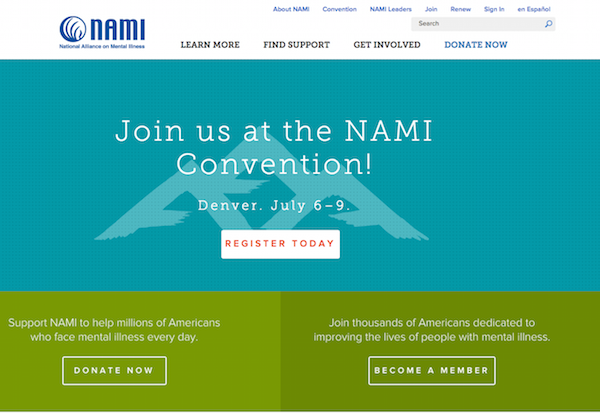 About NAMI Convention NAMI Leaders Join Renew Sign In en Español
Search
NAMI
National Alliance on Mental Illness
LEARN MORE FIND SUPPORT GET INVOLVED DONATE NOW
Join us at the NAMI
Convention!
Denver. July 6–9.
REGISTER TODAY
Support NAMI to help millions of Americans
who face mental illness every day.
DONATE NOW
Join thousands of Americans dedicated to
improving the lives of people with mental illness.
BECOME A MEMBER